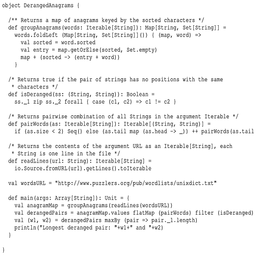 object DerangedAnagrams {
/** Returns a map of anagrams keyed by the sorted characters */
def groupAnagrams(words: Iterable[String]): Map[String, Set[String]] =
words.foldLeft (Map[String, Set[String]]()) { (map, word) =>
val sorted = word.sorted
val entry = map.getOrElse(sorted, Set.empty)
map + (sorted -> (entry + word))
}
/* Returns true if the pair of strings has no positions with the same
* characters */
def isDeranged(ss: (String, String)): Boolean =
ss._1 zip ss._2 forall { case (c1, c2) => c1 != c2 }
/* Returns pairwise combination of all Strings in the argument Iterable */
def pairWords(as: Iterable[String]): Iterable[(String, String)] =
if (as.size < 2) Seq() else (as.tail map (as.head -> _)) ++ pairWords(as.tail
/* Returns the contents of the argument URL as an Iterable[String], each
* String is one line in the file */
def readLines(url: String): Iterable[String] =
io.Source.fromURL(url).getLines().toIterable
val wordsURL = "http://www.puzzlers.org/pub/wordlists/unixdict.txt"
def main(args: Array[String]): Unit = {
val anagramMap = groupAnagrams(readLines(wordsURL))
val derangedPairs = anagramMap.values flatMap (pairWords) filter (isDeranged)
val (w1, w2) = derangedPairs maxBy (pair => pair._1.length)
println("Longest deranged pair: "+w1+" and "+w2)
}
}